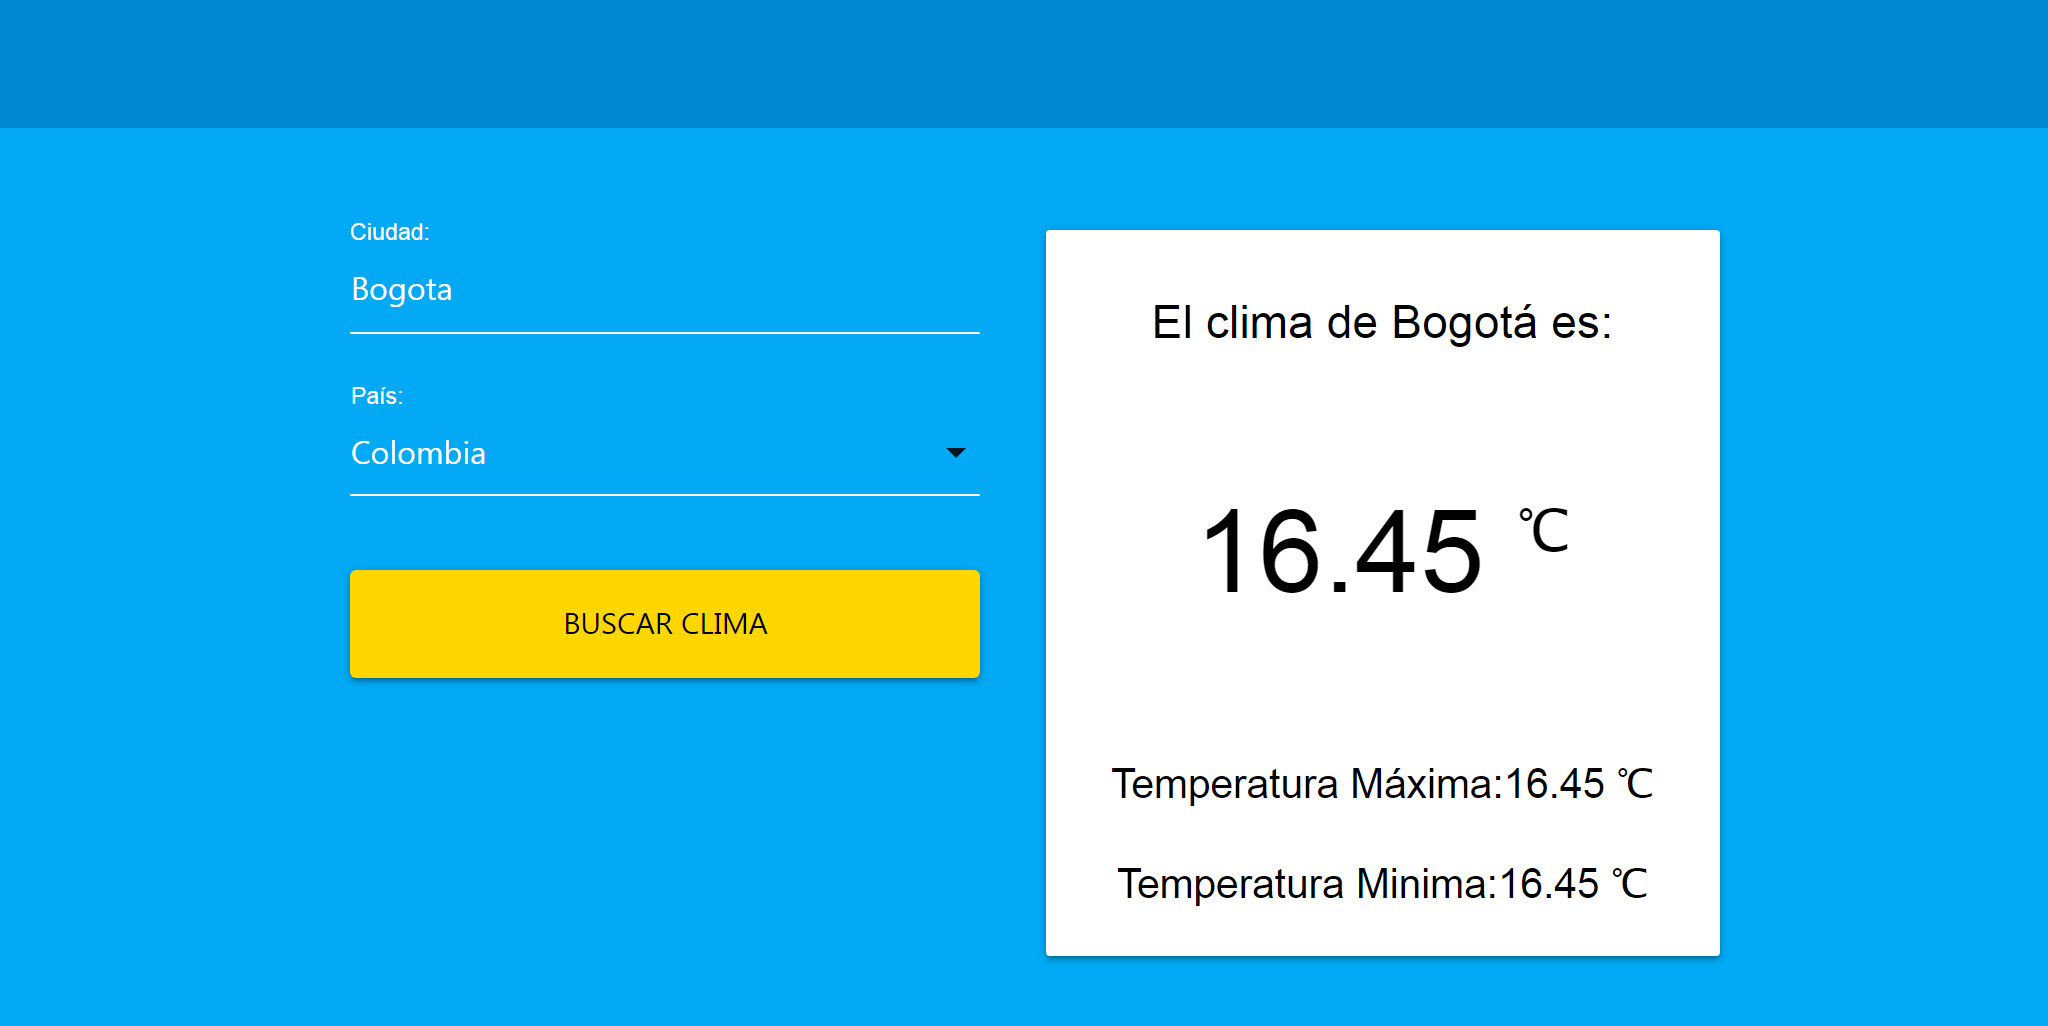 Ciudad:
Bogota
País:
Colombia
BUSCAR CLIMA
El clima de Bogotá es:
16.45 ℃
Temperatura Máxima:16.45 ℃
Temperatura Minima:16.45 ℃